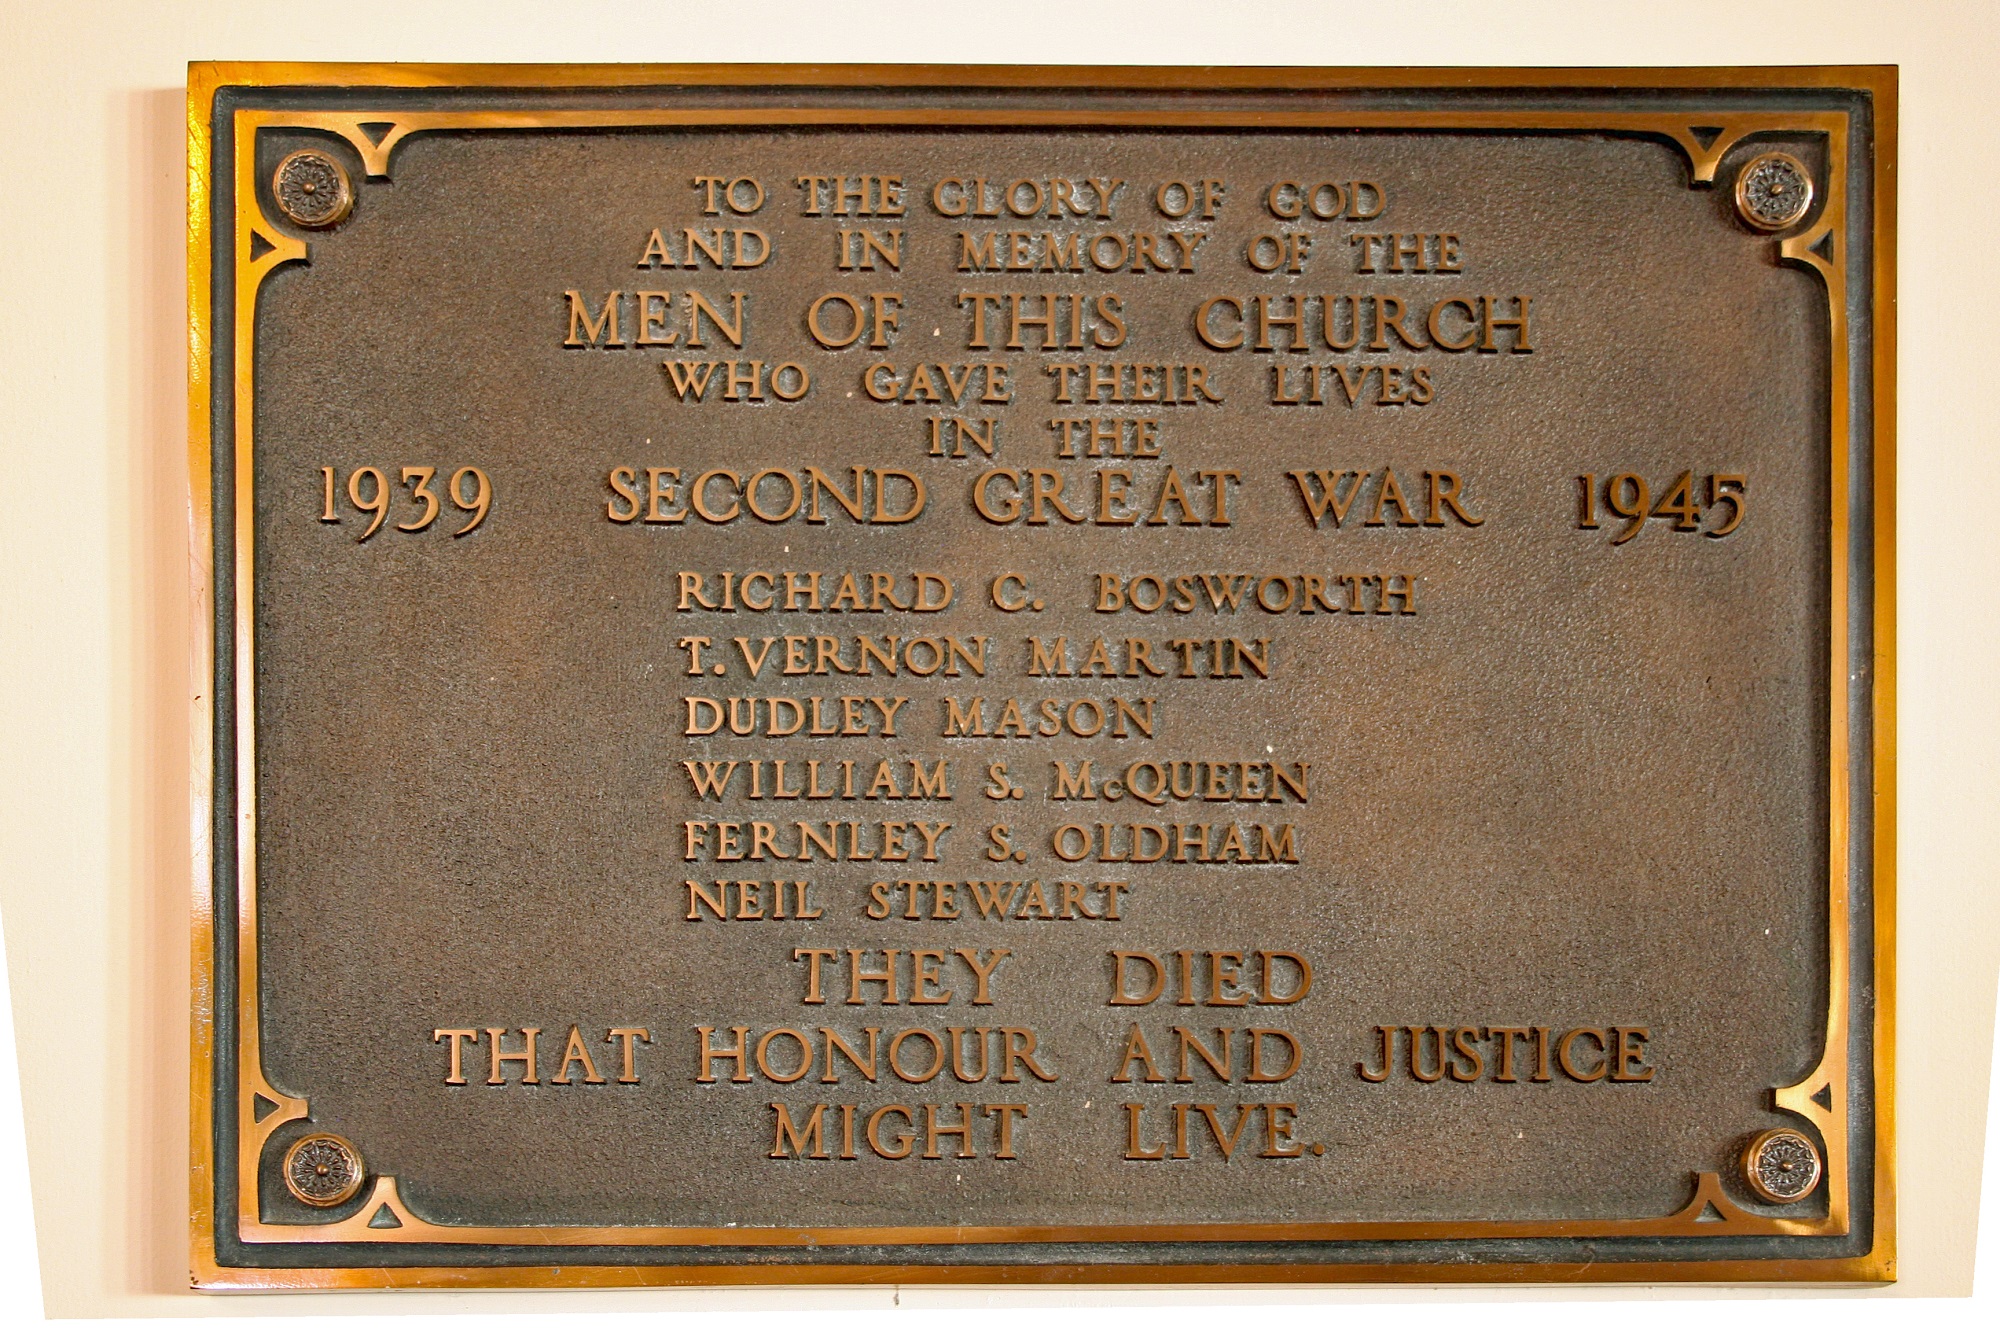 TO THE GLORY OF GOD
AND IN MEMORY OF THE
MEN OF THIS CHURCH
WHO GAVE THEIR LIVES
IN THE
1939 SECOND GREAT WAR 1945
RICHARD C. BOSWORTH
T. VERNON MARTIN
DUDLEY MASON
WILLIAM S. McQUEEN
FERNLEY S. OLDHAM
NEIL STEWART
THEY DIED
THAT HONOUR AND JUSTICE
MIGHT LIVE.